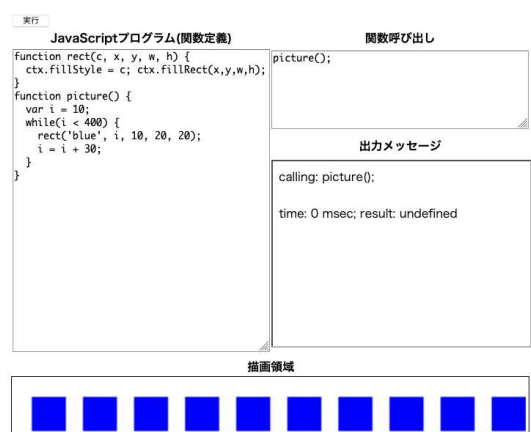 実行
JavaScriptプログラム(関数定義)
function rect(c, x, y, w, h) {
  ctx.fillStyle = c; ctx.fillRect(x,y,w,h);
}
function picture() {
  var i = 10;
  while(i < 400) {
    rect('blue', i, 10, 20, 20);
    i = i + 30;
  }
}
関数呼び出し
picture();
出力メッセージ
calling: picture();
time: 0 msec; result: undefined
描画領域